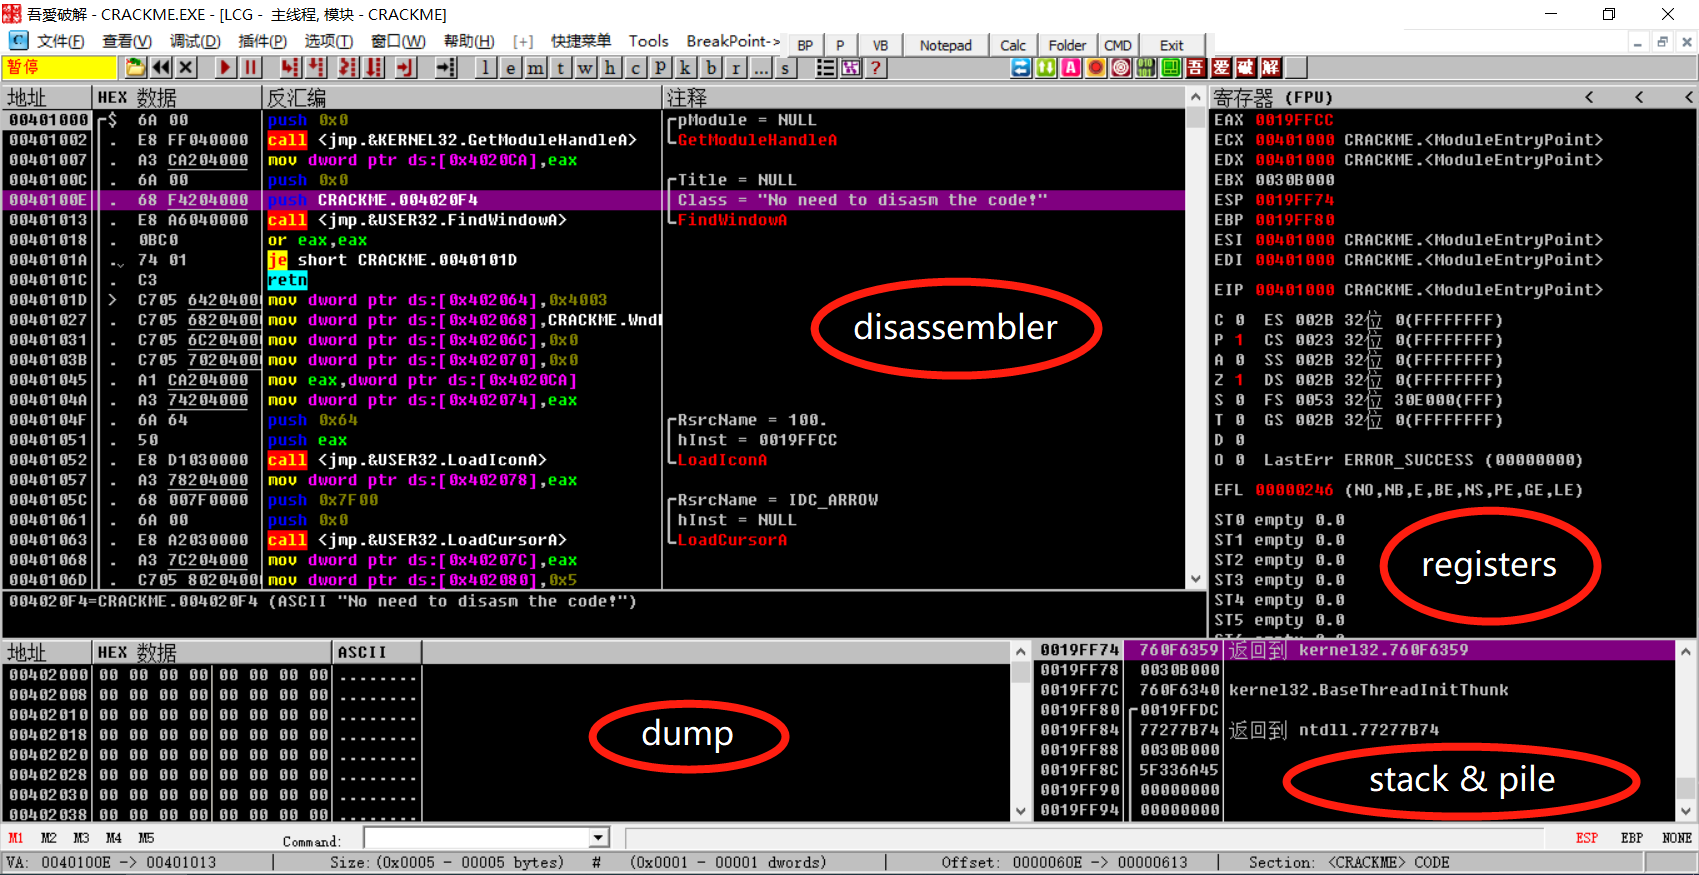 吾爱破解 - CRACKME.EXE - [LCG - 主线程, 模块 - CRACKME]
文件(F) 查看(V) 调试(D) 插件(P) 选项(T) 窗口(W) 帮助(H) [+] 快捷菜单 Tools BreakPoint-> BP P VB Notepad Calc Folder CMD Exit
暂停 l e m t w h c p k b r ... s ? 吾 爱 破 解
地址 HEX 数据 反汇编 注释
00401000 $ 6A 00 push 0x0 pModule = NULL
00401002 . E8 FF040000 call <jmp.&KERNEL32.GetModuleHandleA> GetModuleHandleA
00401007 . A3 CA204000 mov dword ptr ds:[0x4020CA],eax
0040100C . 6A 00 push 0x0 Title = NULL
0040100E . 68 F4204000 push CRACKME.004020F4 Class = "No need to disasm the code!"
00401013 . E8 A6040000 call <jmp.&USER32.FindWindowA> FindWindowA
00401018 . 0BC0 or eax,eax
0040101A . 74 01 je short CRACKME.0040101D
0040101C . C3 retn
0040101D > C705 6420400 mov dword ptr ds:[0x402064],0x4003
00401027 . C705 6820400 mov dword ptr ds:[0x402068],CRACKME.Wnd
00401031 . C705 6C20400 mov dword ptr ds:[0x40206C],0x0
0040103B . C705 7020400 mov dword ptr ds:[0x402070],0x0
00401045 . A1 CA204000 mov eax,dword ptr ds:[0x4020CA]
0040104A . A3 74204000 mov dword ptr ds:[0x402074],eax
0040104F . 6A 64 push 0x64 RsrcName = 100.
00401051 . 50 push eax hInst = 0019FFCC
00401052 . E8 D1030000 call <jmp.&USER32.LoadIconA> LoadIconA
00401057 . A3 78204000 mov dword ptr ds:[0x402078],eax
0040105C . 68 007F0000 push 0x7F00 RsrcName = IDC_ARROW
00401061 . 6A 00 push 0x0 hInst = NULL
00401063 . E8 A2030000 call <jmp.&USER32.LoadCursorA> LoadCursorA
00401068 . A3 7C204000 mov dword ptr ds:[0x40207C],eax
0040106D . C705 8020400 mov dword ptr ds:[0x402080],0x5
disassembler
004020F4=CRACKME.004020F4 (ASCII "No need to disasm the code!")
寄存器 (FPU) < < <
EAX 0019FFCC
ECX 00401000 CRACKME.<ModuleEntryPoint>
EDX 00401000 CRACKME.<ModuleEntryPoint>
EBX 0030B000
ESP 0019FF74
EBP 0019FF80
ESI 00401000 CRACKME.<ModuleEntryPoint>
EDI 00401000 CRACKME.<ModuleEntryPoint>
EIP 00401000 CRACKME.<ModuleEntryPoint>
C 0 ES 002B 32位 0(FFFFFFFF)
P 1 CS 0023 32位 0(FFFFFFFF)
A 0 SS 002B 32位 0(FFFFFFFF)
Z 1 DS 002B 32位 0(FFFFFFFF)
S 0 FS 0053 32位 30E000(FFF)
T 0 GS 002B 32位 0(FFFFFFFF)
D 0
O 0 LastErr ERROR_SUCCESS (00000000)
EFL 00000246 (NO,NB,E,BE,NS,PE,GE,LE)
ST0 empty 0.0
ST1 empty 0.0
ST2 empty 0.0
ST3 empty 0.0
ST4 empty 0.0
ST5 empty 0.0
registers
地址 HEX 数据 ASCII
00402000 00 00 00 00 00 00 00 00 ........
00402008 00 00 00 00 00 00 00 00 ........
00402010 00 00 00 00 00 00 00 00 ........
00402018 00 00 00 00 00 00 00 00 ........
00402020 00 00 00 00 00 00 00 00 ........
00402028 00 00 00 00 00 00 00 00 ........
00402030 00 00 00 00 00 00 00 00 ........
00402038 00 00 00 00 00 00 00 00 ........
dump
0019FF74 760F6359 返回到 kernel32.760F6359
0019FF78 0030B000
0019FF7C 760F6340 kernel32.BaseThreadInitThunk
0019FF80 0019FFDC
0019FF84 77277B74 返回到 ntdll.77277B74
0019FF88 0030B000
0019FF8C 5F336A45
0019FF90 00000000
0019FF94 00000000
stack & pile
M1 M2 M3 M4 M5 Command: ESP EBP NONE
VA: 0040100E -> 00401013 Size:(0x0005 - 00005 bytes) # (0x0001 - 00001 dwords) Offset: 0000060E -> 00000613 Section: <CRACKME> CODE